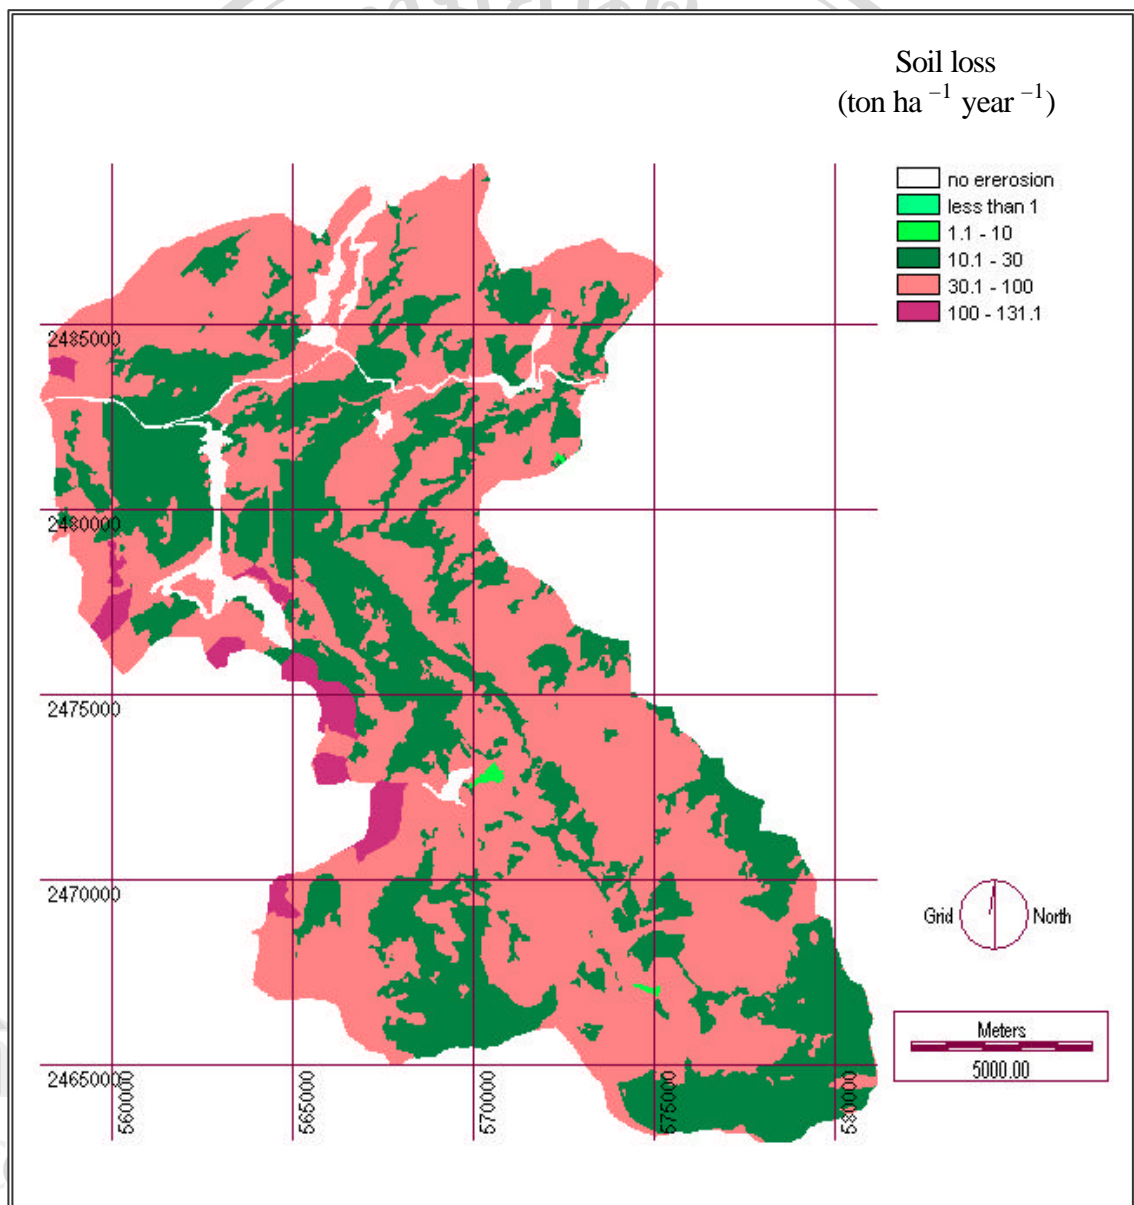 Soil loss
(ton ha ⁻¹ year ⁻¹)
no ererosion
less than 1
1.1 - 10
10.1 - 30
30.1 - 100
100 - 131.1
2485000
2480000
2475000
2470000
2465000
560000
565000
570000
575000
580000
Grid North
Meters
5000.00